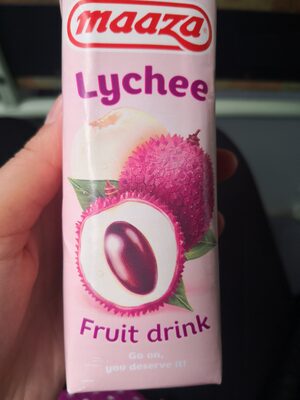 maaza
Lychee
Fruit drink
Go on,
you deserve it!